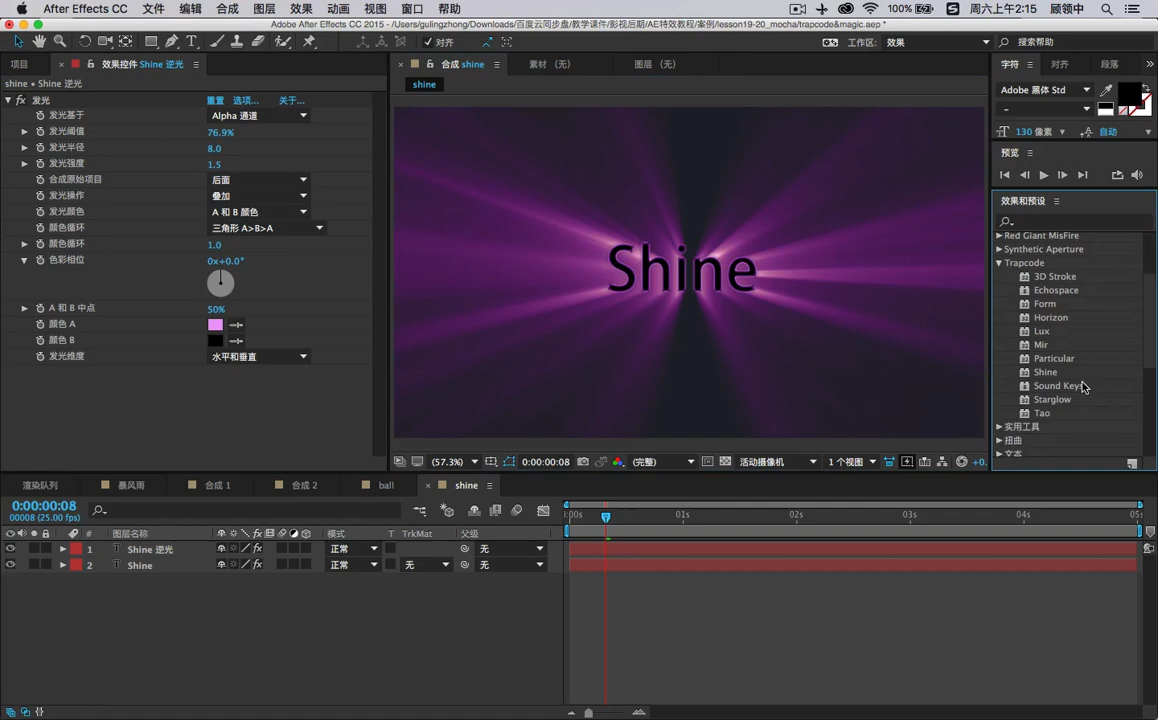 After Effects CC 文件 编辑 合成 图层 效果 动画 视图 窗口 帮助 100% 周六上午2:15 顾领中
Adobe After Effects CC 2015 - /Users/gulingzhong/Downloads/百度云同步盘/教学课件/影视后期/AE特效教程/案例/lesson19-20_mocha/trapcode&magic.aep *
对齐 工作区: 效果 搜索帮助
项目 效果控件 Shine 逆光 合成 shine 素材 (无) 图层 (无) 字符 对齐 段落
shine • Shine 逆光
shine
发光 重置 选项... 关于...
发光基于 Alpha 通道
发光阈值 76.9%
发光半径 8.0
发光强度 1.5
合成原始项目 后面
发光操作 叠加
发光颜色 A 和 B 颜色
颜色循环 三角形 A>B>A
颜色循环 1.0
色彩相位 0x+0.0°
A 和 B 中点 50%
颜色 A
颜色 B
发光维度 水平和垂直
Shine
Adobe 黑体 Std
-
130 像素 自动
预览
效果和预设
Red Giant MisFire
Synthetic Aperture
Trapcode
3D Stroke
Echospace
Form
Horizon
Lux
Mir
Particular
Shine
Sound Keys
Starglow
Tao
实用工具
扭曲
文本
(57.3%) 0:00:00:08 (完整) 活动摄像机 1 个视图 +0.
渲染队列 暴风雨 合成 1 合成 2 ball shine
0:00:00:08
00008 (25.00 fps)
:00s 01s 02s 03s 04s 05s
# 图层名称 模式 T TrkMat 父级
1 T Shine 逆光 正常 无
2 T Shine 正常 无 无